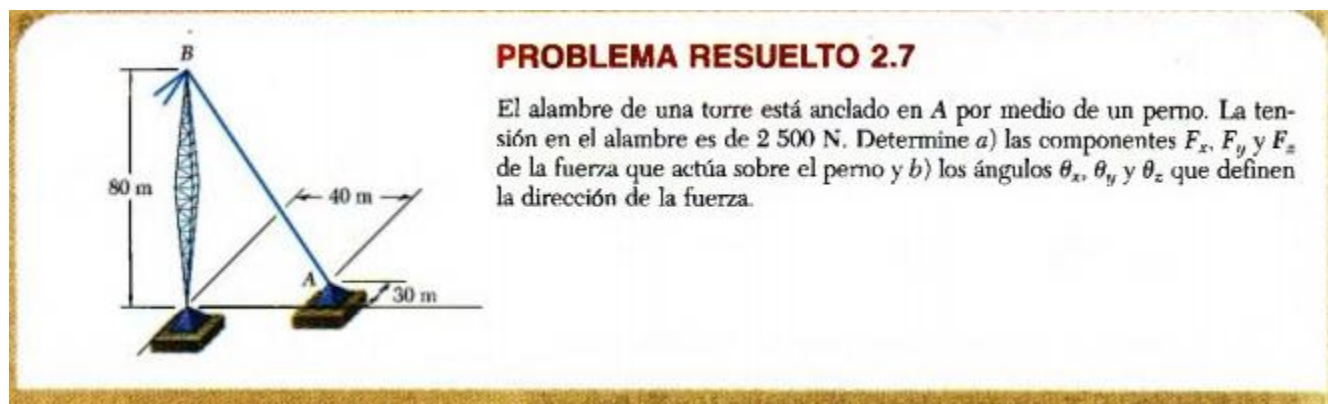 PROBLEMA RESUELTO 2.7
El alambre de una torre está anclado en A por medio de un perno. La ten-
sión en el alambre es de 2 500 N. Determine a) las componentes Fx, Fy y Fz
de la fuerza que actúa sobre el perno y b) los ángulos θx, θy y θz que definen
la dirección de la fuerza.
B
80 m
40 m
A
30 m